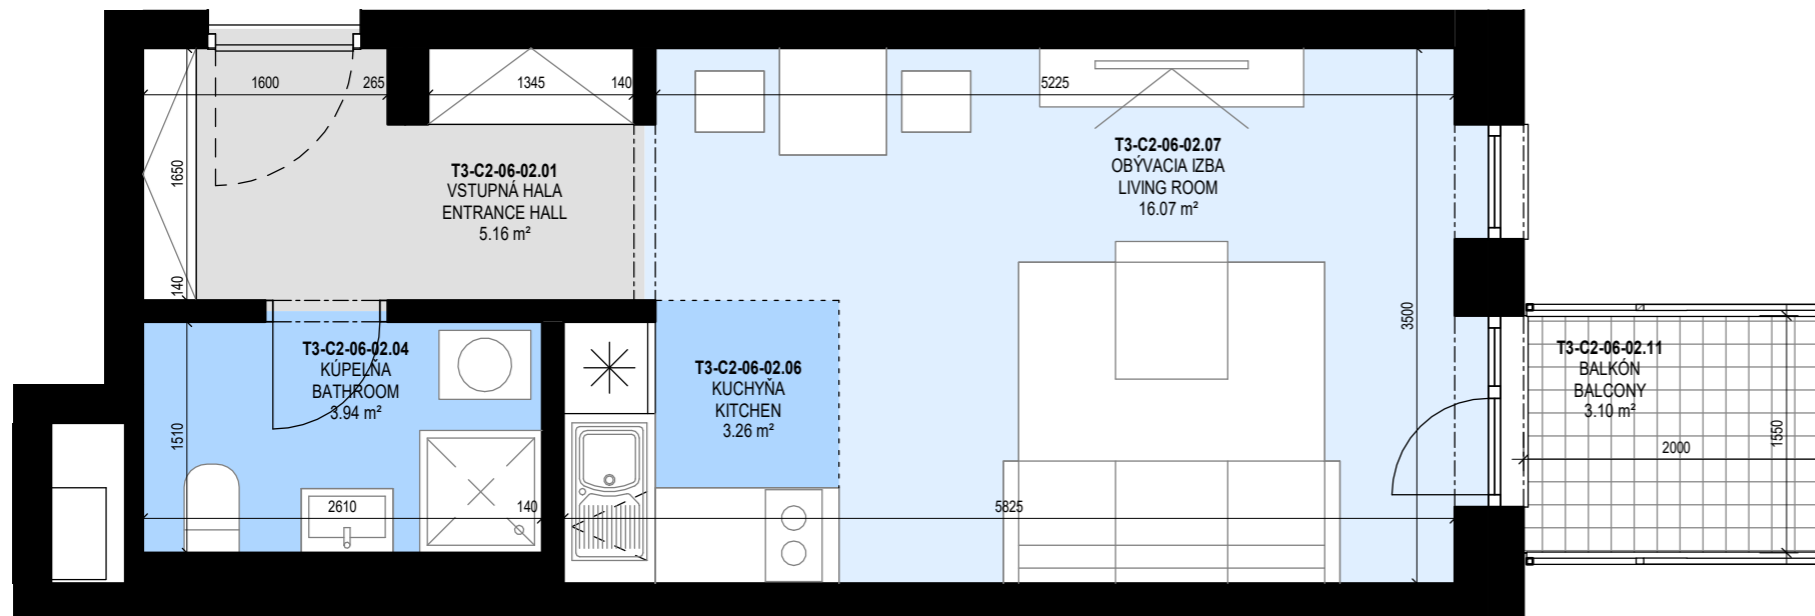 1600
265
1345
140
5225
T3-C2-06-02.01
VSTUPNÁ HALA
ENTRANCE HALL
5.16 m²
T3-C2-06-02.07
OBÝVACIA IZBA
LIVING ROOM
16.07 m²
1650
140
3500
T3-C2-06-02.04
KÚPEĽŇA
BATHROOM
3.94 m²
T3-C2-06-02.06
KUCHYŇA
KITCHEN
3.26 m²
T3-C2-06-02.11
BALKÓN
BALCONY
3.10 m²
1510
1550
2000
2610
140
5825